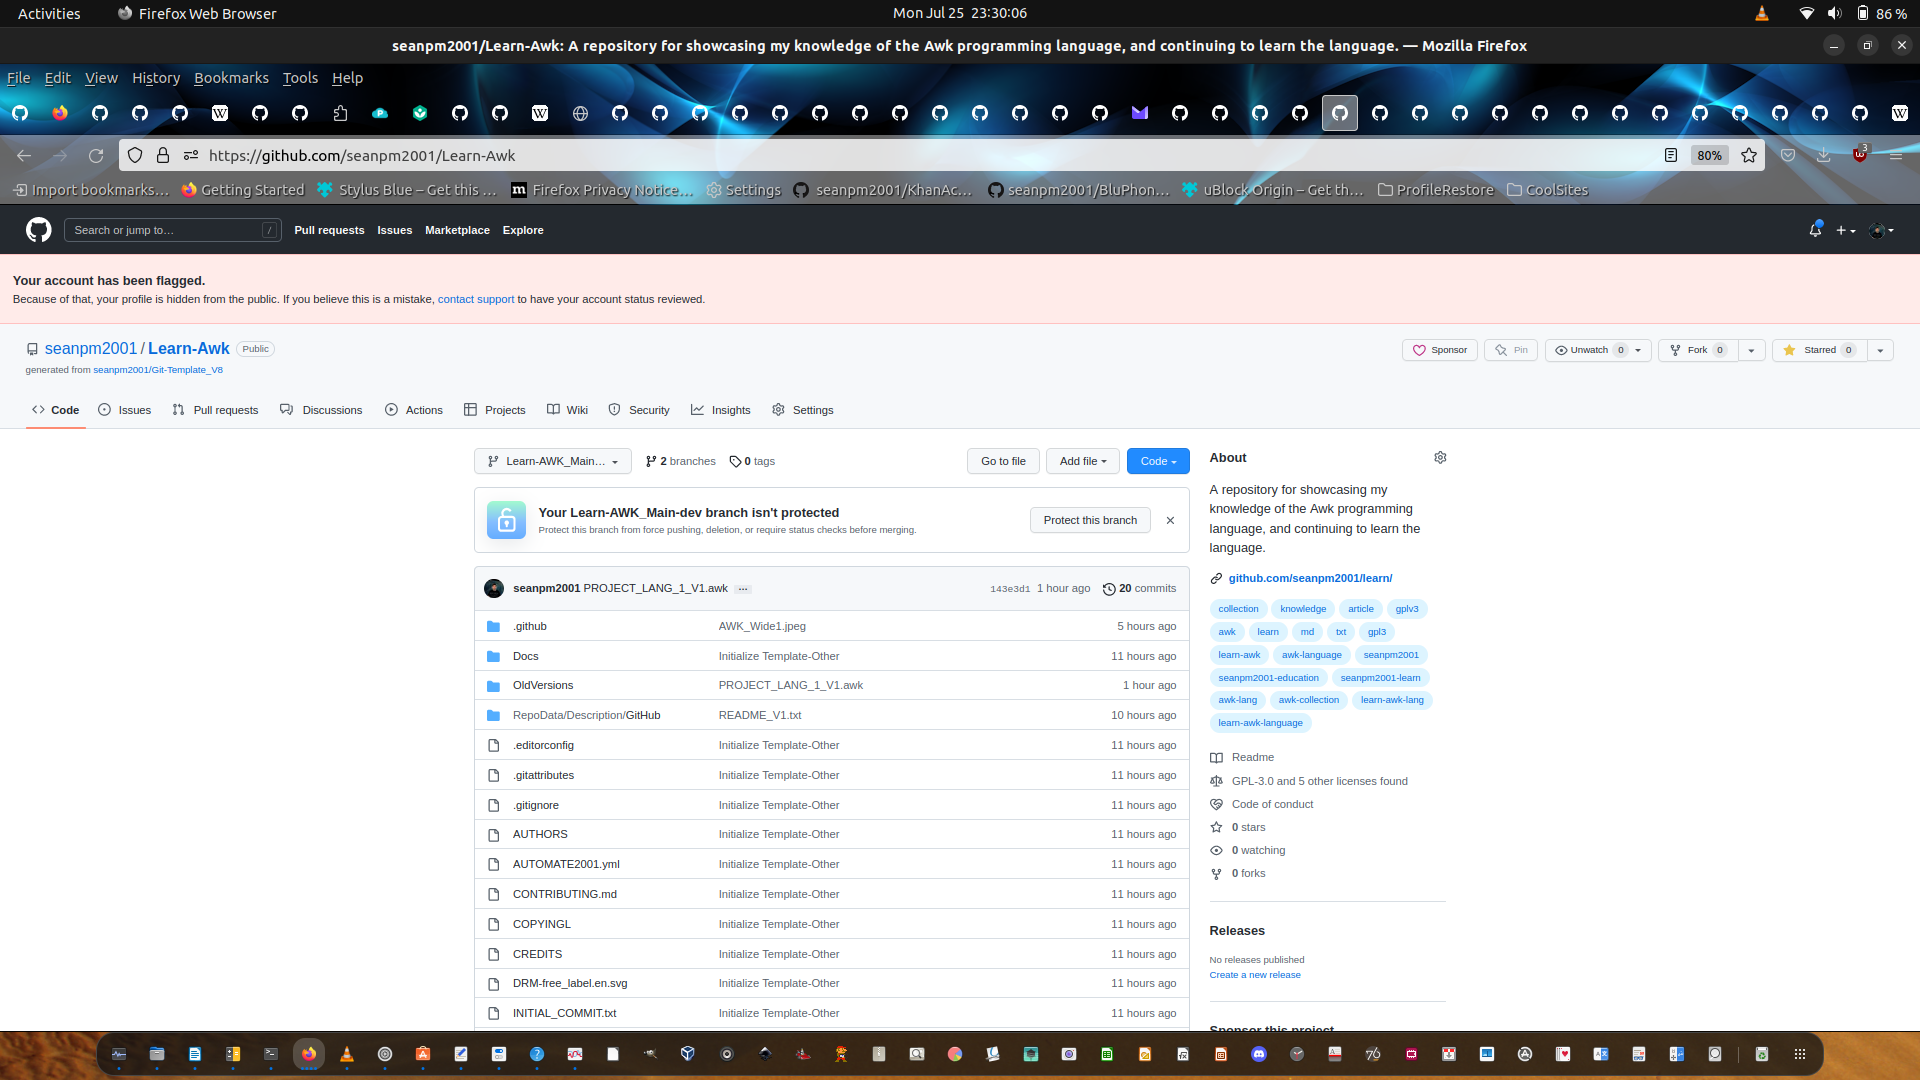 Activities Firefox Web Browser Mon Jul 25 23:30:06 86 %
seanpm2001/Learn-Awk: A repository for showcasing my knowledge of the Awk programming language, and continuing to learn the language. — Mozilla Firefox
File Edit View History Bookmarks Tools Help
https://github.com/seanpm2001/Learn-Awk 80% 3
Import bookmarks… Getting Started Stylus Blue – Get this … Firefox Privacy Notice… Settings seanpm2001/KhanAc… seanpm2001/BluPhon… uBlock Origin – Get th… ProfileRestore CoolSites
Search or jump to… / Pull requests Issues Marketplace Explore
Your account has been flagged.
Because of that, your profile is hidden from the public. If you believe this is a mistake, contact support to have your account status reviewed.
seanpm2001 / Learn-Awk Public Sponsor Pin Unwatch 0 Fork 0 Starred 0
generated from seanpm2001/Git-Template_V8
Code Issues Pull requests Discussions Actions Projects Wiki Security Insights Settings
Learn-AWK_Main… 2 branches 0 tags Go to file Add file Code
Your Learn-AWK_Main-dev branch isn't protected
Protect this branch from force pushing, deletion, or require status checks before merging.
Protect this branch
seanpm2001 PROJECT_LANG_1_V1.awk … 143e3d1 1 hour ago 20 commits
.github AWK_Wide1.jpeg 5 hours ago
Docs Initialize Template-Other 11 hours ago
OldVersions PROJECT_LANG_1_V1.awk 1 hour ago
RepoData/Description/GitHub README_V1.txt 10 hours ago
.editorconfig Initialize Template-Other 11 hours ago
.gitattributes Initialize Template-Other 11 hours ago
.gitignore Initialize Template-Other 11 hours ago
AUTHORS Initialize Template-Other 11 hours ago
AUTOMATE2001.yml Initialize Template-Other 11 hours ago
CONTRIBUTING.md Initialize Template-Other 11 hours ago
COPYINGL Initialize Template-Other 11 hours ago
CREDITS Initialize Template-Other 11 hours ago
DRM-free_label.en.svg Initialize Template-Other 11 hours ago
INITIAL_COMMIT.txt Initialize Template-Other 11 hours ago
About
A repository for showcasing my
knowledge of the Awk programming
language, and continuing to learn the
language.
github.com/seanpm2001/learn/
collection knowledge article gplv3
awk learn md txt gpl3
learn-awk awk-language seanpm2001
seanpm2001-education seanpm2001-learn
awk-lang awk-collection learn-awk-lang
learn-awk-language
Readme
GPL-3.0 and 5 other licenses found
Code of conduct
0 stars
0 watching
0 forks
Releases
No releases published
Create a new release
Sponsor this project